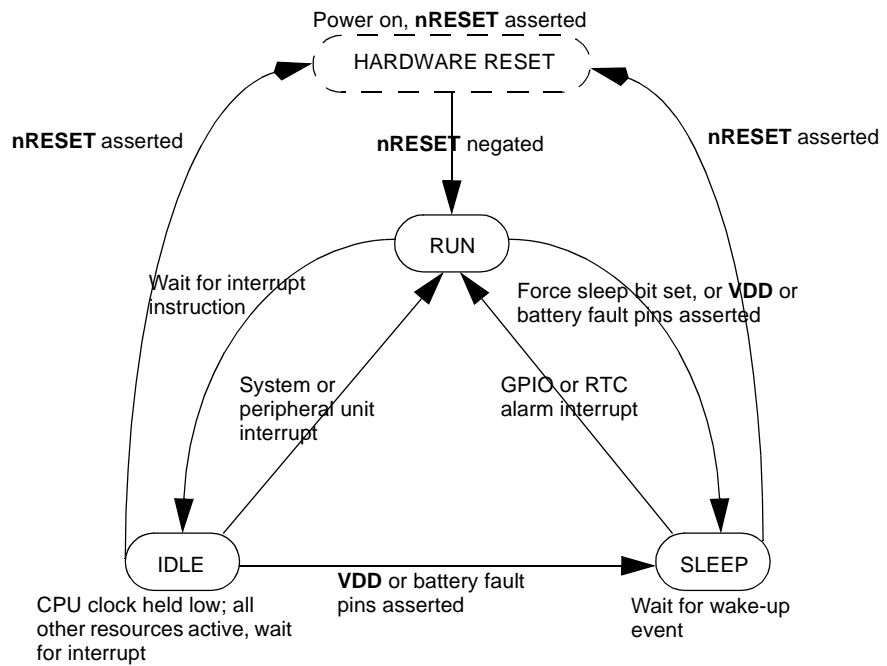 Power on, nRESET asserted
HARDWARE RESET
nRESET asserted
nRESET negated
nRESET asserted
RUN
Wait for interrupt
instruction
Force sleep bit set, or VDD or
battery fault pins asserted
System or
peripheral unit
interrupt
GPIO or RTC
alarm interrupt
IDLE
SLEEP
VDD or battery fault
pins asserted
CPU clock held low; all
other resources active, wait
for interrupt
Wait for wake-up
event